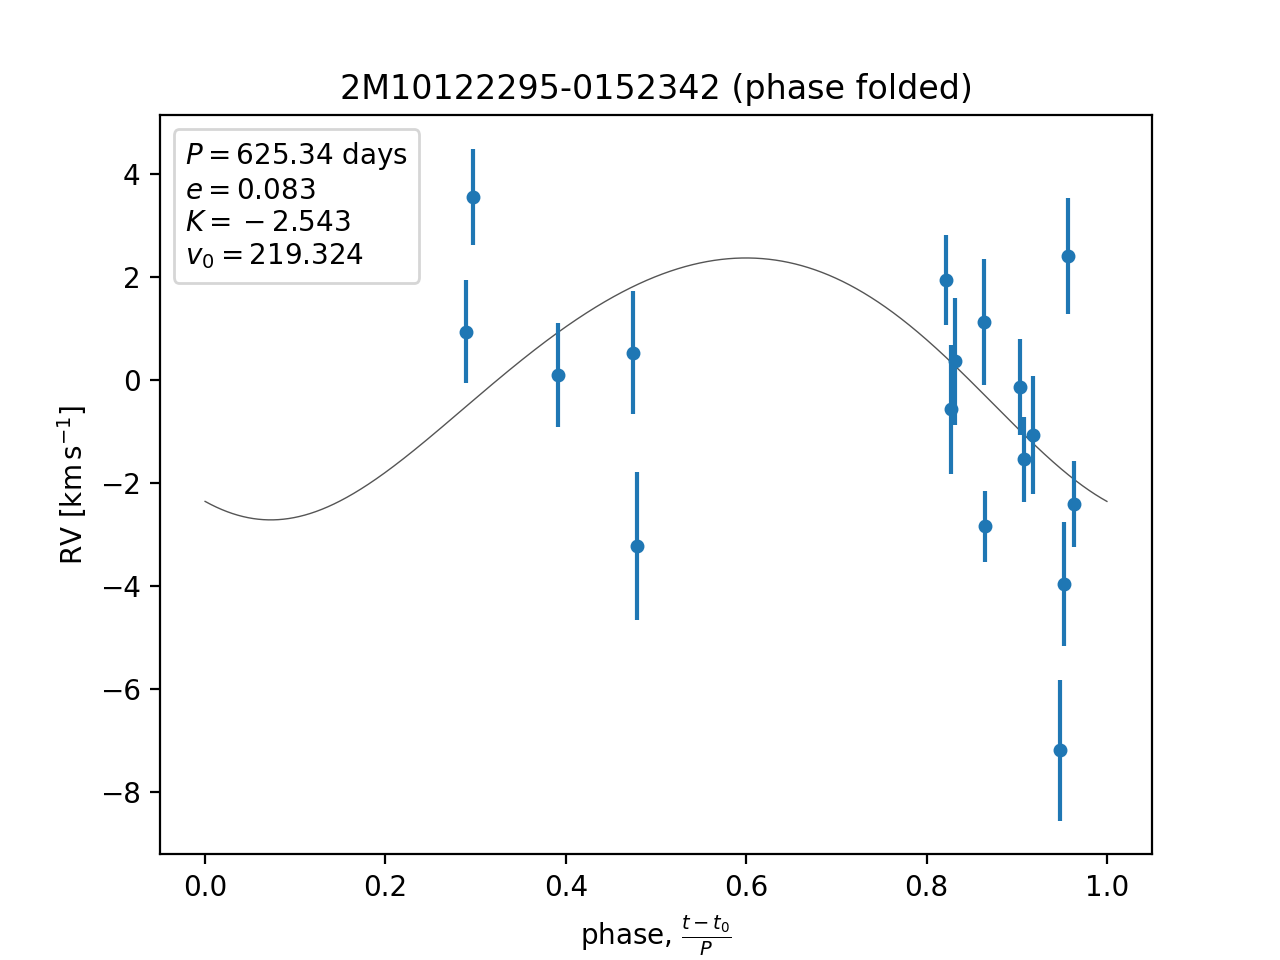 2M10122295-0152342 (phase folded)
P = 625.34 days
e = 0.083
K = −2.543
v₀ = 219.324
4
2
0
−2
−4
−6
−8
RV [km s⁻¹]
0.0 0.2 0.4 0.6 0.8 1.0
phase, (t − t₀)/P